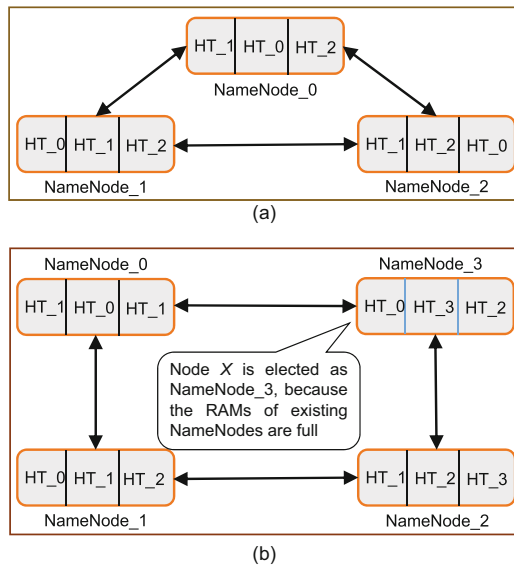 HT_1 HT_0 HT_2
NameNode_0
HT_0 HT_1 HT_2
HT_1 HT_2 HT_0
NameNode_1
NameNode_2
(a)
NameNode_0
NameNode_3
HT_1 HT_0 HT_1
HT_0 HT_3 HT_2
Node X is elected as
NameNode_3, because
the RAMs of existing
NameNodes are full
HT_0 HT_1 HT_2
HT_1 HT_2 HT_3
NameNode_1
NameNode_2
(b)